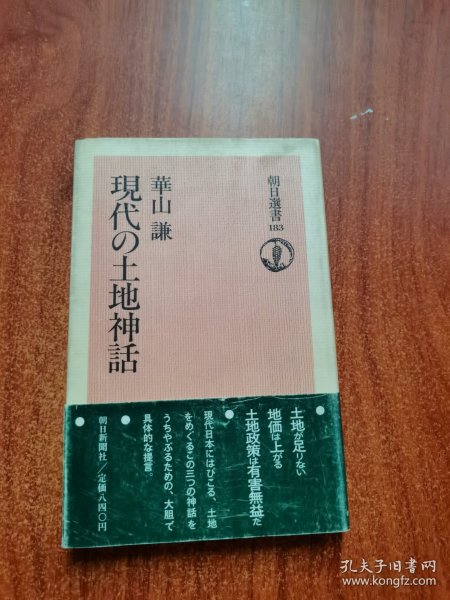 朝日選書
183
華山 謙
現代の土地神話
土地が足りない
地価は上がる
土地政策は有害無益だ
現代日本にはびこる、土地
をめぐるこの三つの神話を
うちやぶるための、大胆で
具体的な提言。
朝日新聞社／定価八四〇円
孔夫子旧书网
www.kongfz.com